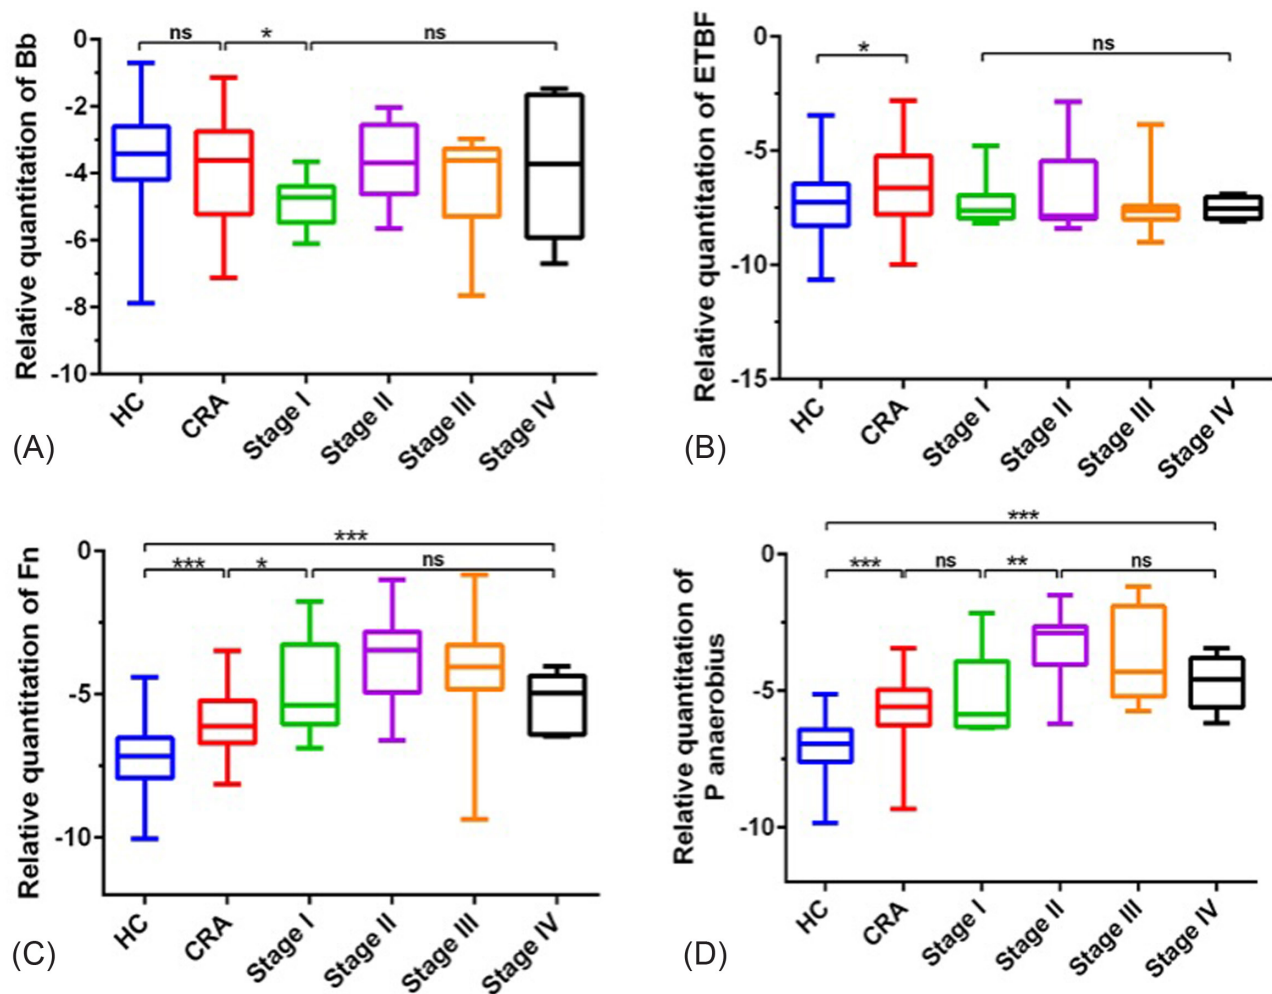 ns * ns
Relative quantitation of Bb
0
-2
-4
-6
-8
-10
HC CRA Stage I Stage II Stage III Stage IV
(A)
* ns
Relative quantitation of ETBF
0
-5
-10
-15
HC CRA Stage I Stage II Stage III Stage IV
(B)
***
*** * ns
Relative quantitation of Fn
0
-5
-10
HC CRA Stage I Stage II Stage III Stage IV
(C)
***
*** ns ** ns
Relative quantitation of
P anaerobius
0
-5
-10
HC CRA Stage I Stage II Stage III Stage IV
(D)